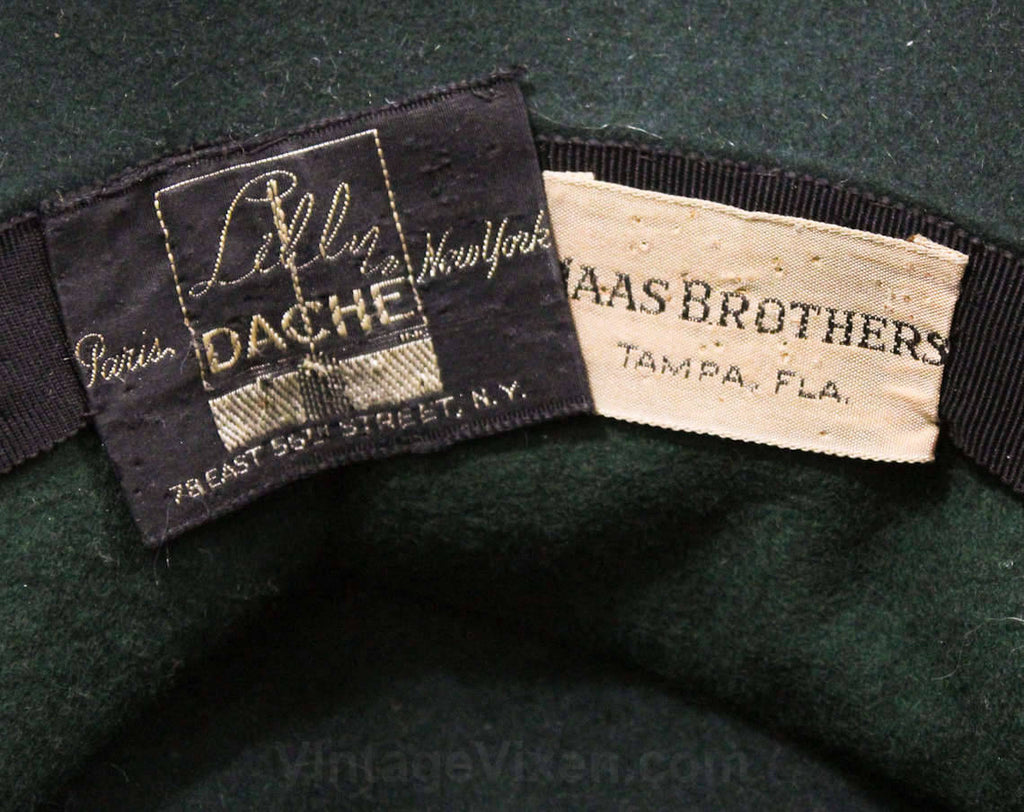 Lilly
Paris. New York
DACHE
78 EAST 56TH STREET, N.Y.
HAAS BROTHERS
TAMPA, FLA.
VintageVixen.com